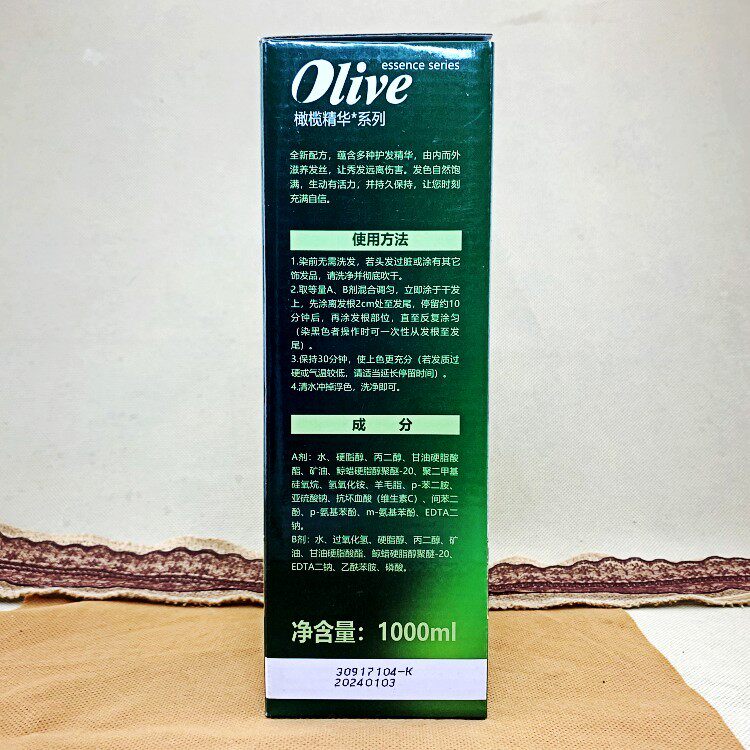 Olive
essence series
橄榄精华*系列
全新配方，蕴含多种护发精华，由内而外
滋养发丝，让秀发远离伤害。发色自然饱
满，生动有活力，并持久保持，让您时刻
充满自信。
使用方法
1.染前无需洗发，若头发过脏或涂有其它
饰发品，请洗净并彻底吹干。
2.取等量A、B剂混合调匀，立即涂于干发
上，先涂离发根2cm处至发尾，停留约10
分钟后，再涂发根部位，直至反复涂匀
（染黑色者操作时可一次性从发根至发
尾）。
3.保持30分钟，使上色更充分（若发质过
硬或气温较低，请适当延长停留时间）。
4.清水冲掉浮色，洗净即可。
成 分
A剂：水、硬脂醇、丙二醇、甘油硬脂酸
酯、矿油、鲸蜡硬脂醇聚醚-20、聚二甲基
硅氧烷、氢氧化铵、羊毛脂、p-苯二胺、
亚硫酸钠、抗坏血酸（维生素C）、间苯二
酚、p-氨基苯酚、m-氨基苯酚、EDTA二
钠。
B剂：水、过氧化氢、硬脂醇、丙二醇、矿
油、甘油硬脂酸酯、鲸蜡硬脂醇聚醚-20、
EDTA二钠、乙酰苯胺、磷酸。
净含量：1000ml
30917104-K
20240103